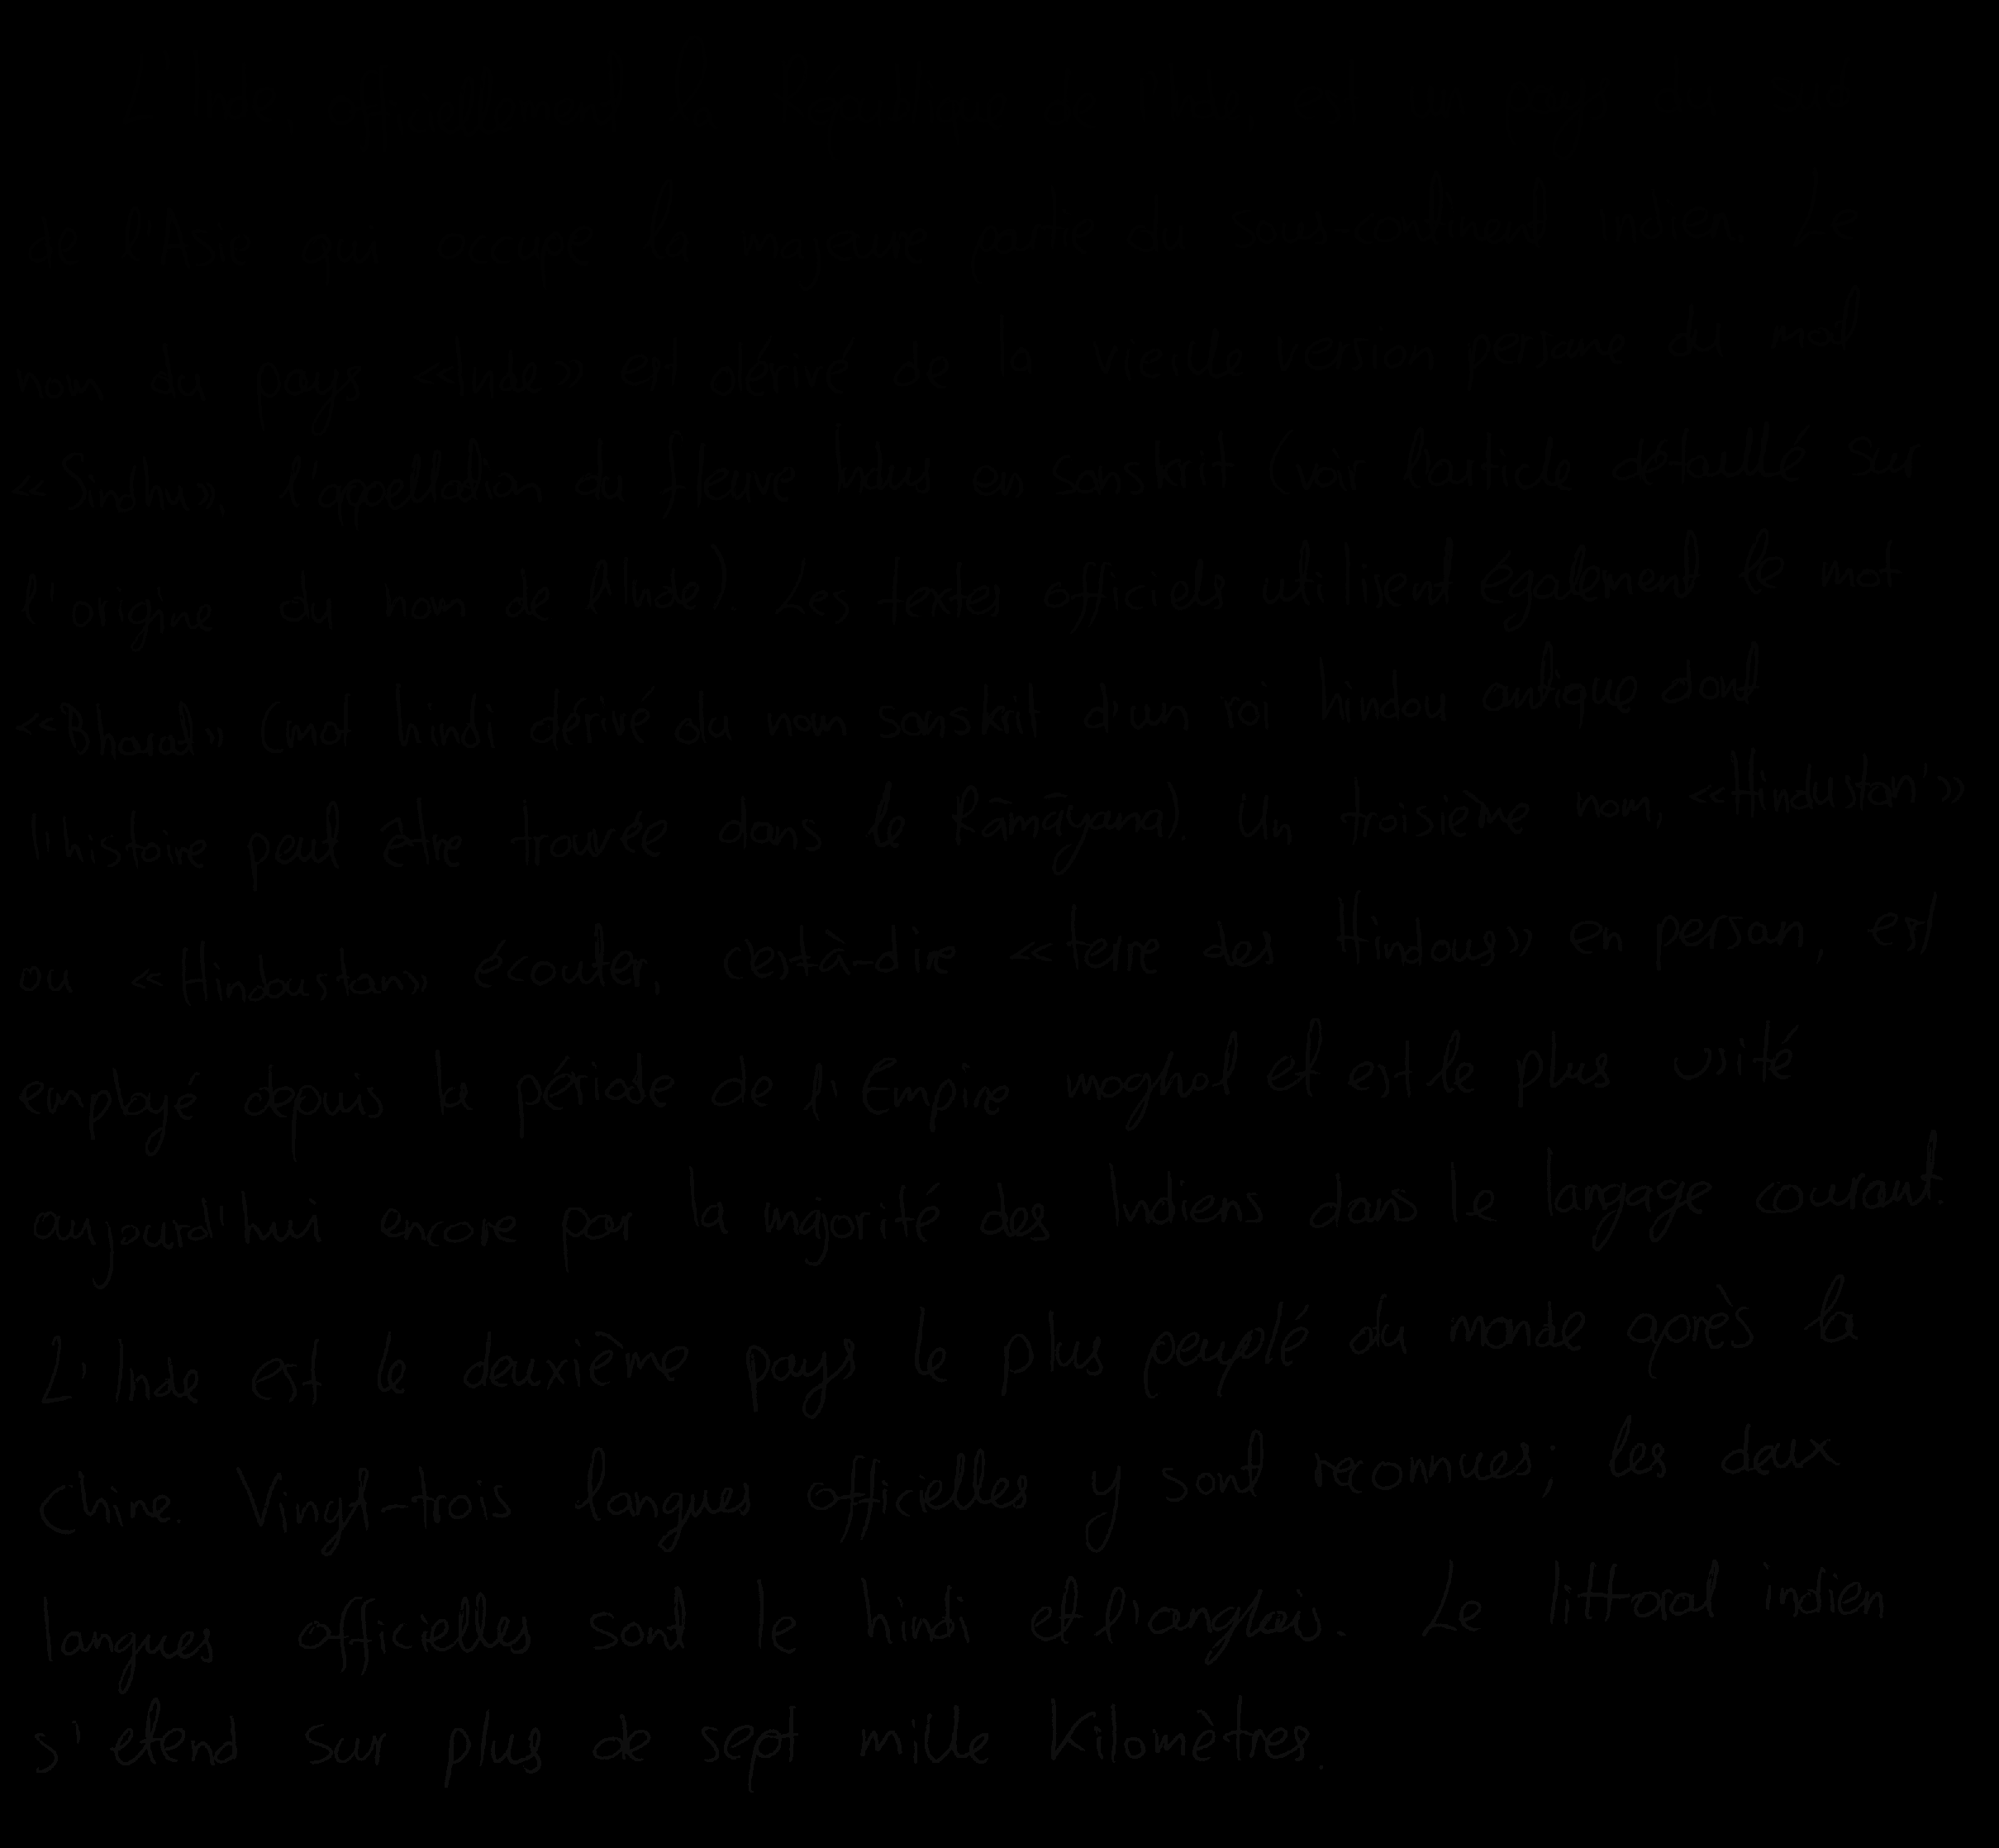 de l'Asie qui occupe la majeure partie du sous-continent indien. Le
nom du pays «Inde» est dérivé de la vieille version persane du mot
«Sindhu», l'appellation du fleuve Indus en sanskrit (voir l'article détaillé sur
l'origine du nom de l'Inde). Les textes officiels utilisent également le mot
«Bharat» (mot hindi dérivé du nom sanskrit d'un roi hindou antique dont
l'histoire peut être trouvée dans le Rāmāyana). Un troisième nom, «Hindustan»
ou «Hindoustan» écouter, c'est-à-dire «terre des Hindous» en persan, est
employé depuis la période de l'Empire moghol et est le plus usité
aujourd'hui encore par la majorité des Indiens dans le langage courant.
L'Inde est le deuxième pays le plus peuplé du monde après la
Chine. Vingt-trois langues officielles y sont reconnues; les deux
langues officielles sont le hindi et l'anglais. Le littoral indien
s'etend sur plus de sept mille Kilomètres.